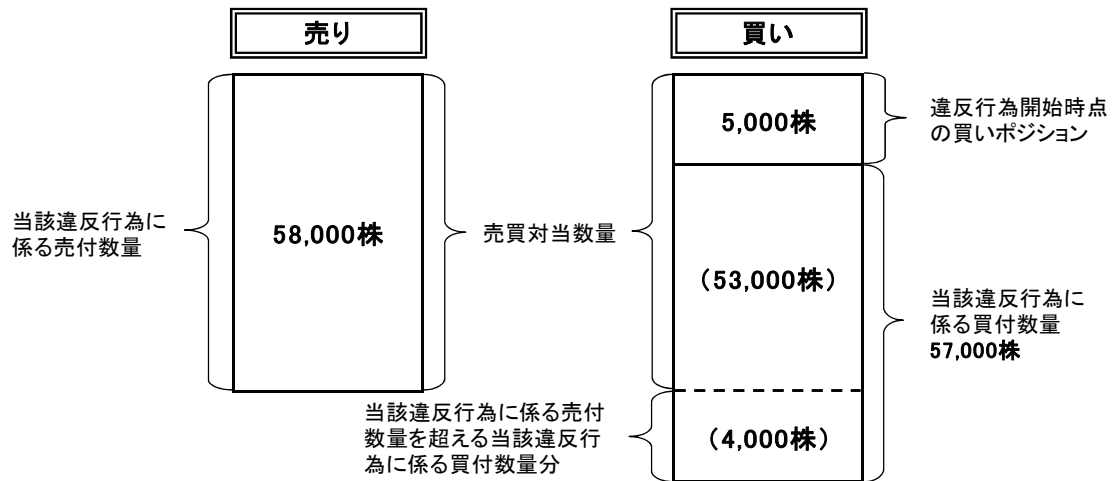 売り
買い
5,000株
違反行為開始時点
の買いポジション
当該違反行為に
係る売付数量
58,000株
売買対当数量
（53,000株）
当該違反行為に
係る買付数量
57,000株
当該違反行為に係る売付
数量を超える当該違反行
為に係る買付数量分
（4,000株）